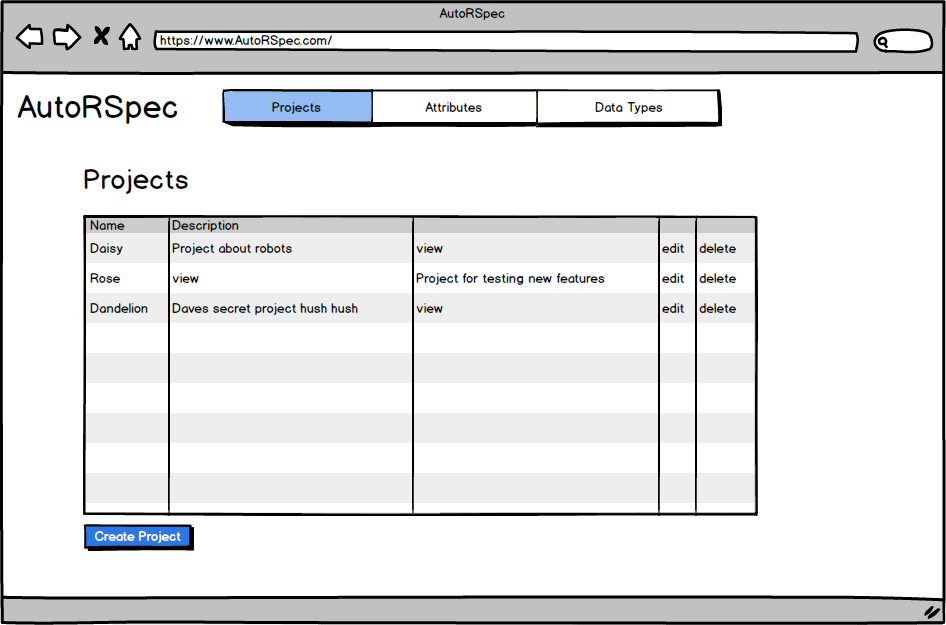 AutoRSpec
https://www.AutoRSpec.com/
AutoRSpec Projects Attributes Data Types
Projects
Name Description
Daisy Project about robots view edit delete
Rose view Project for testing new features edit delete
Dandelion Daves secret project hush hush view edit delete
Create Project